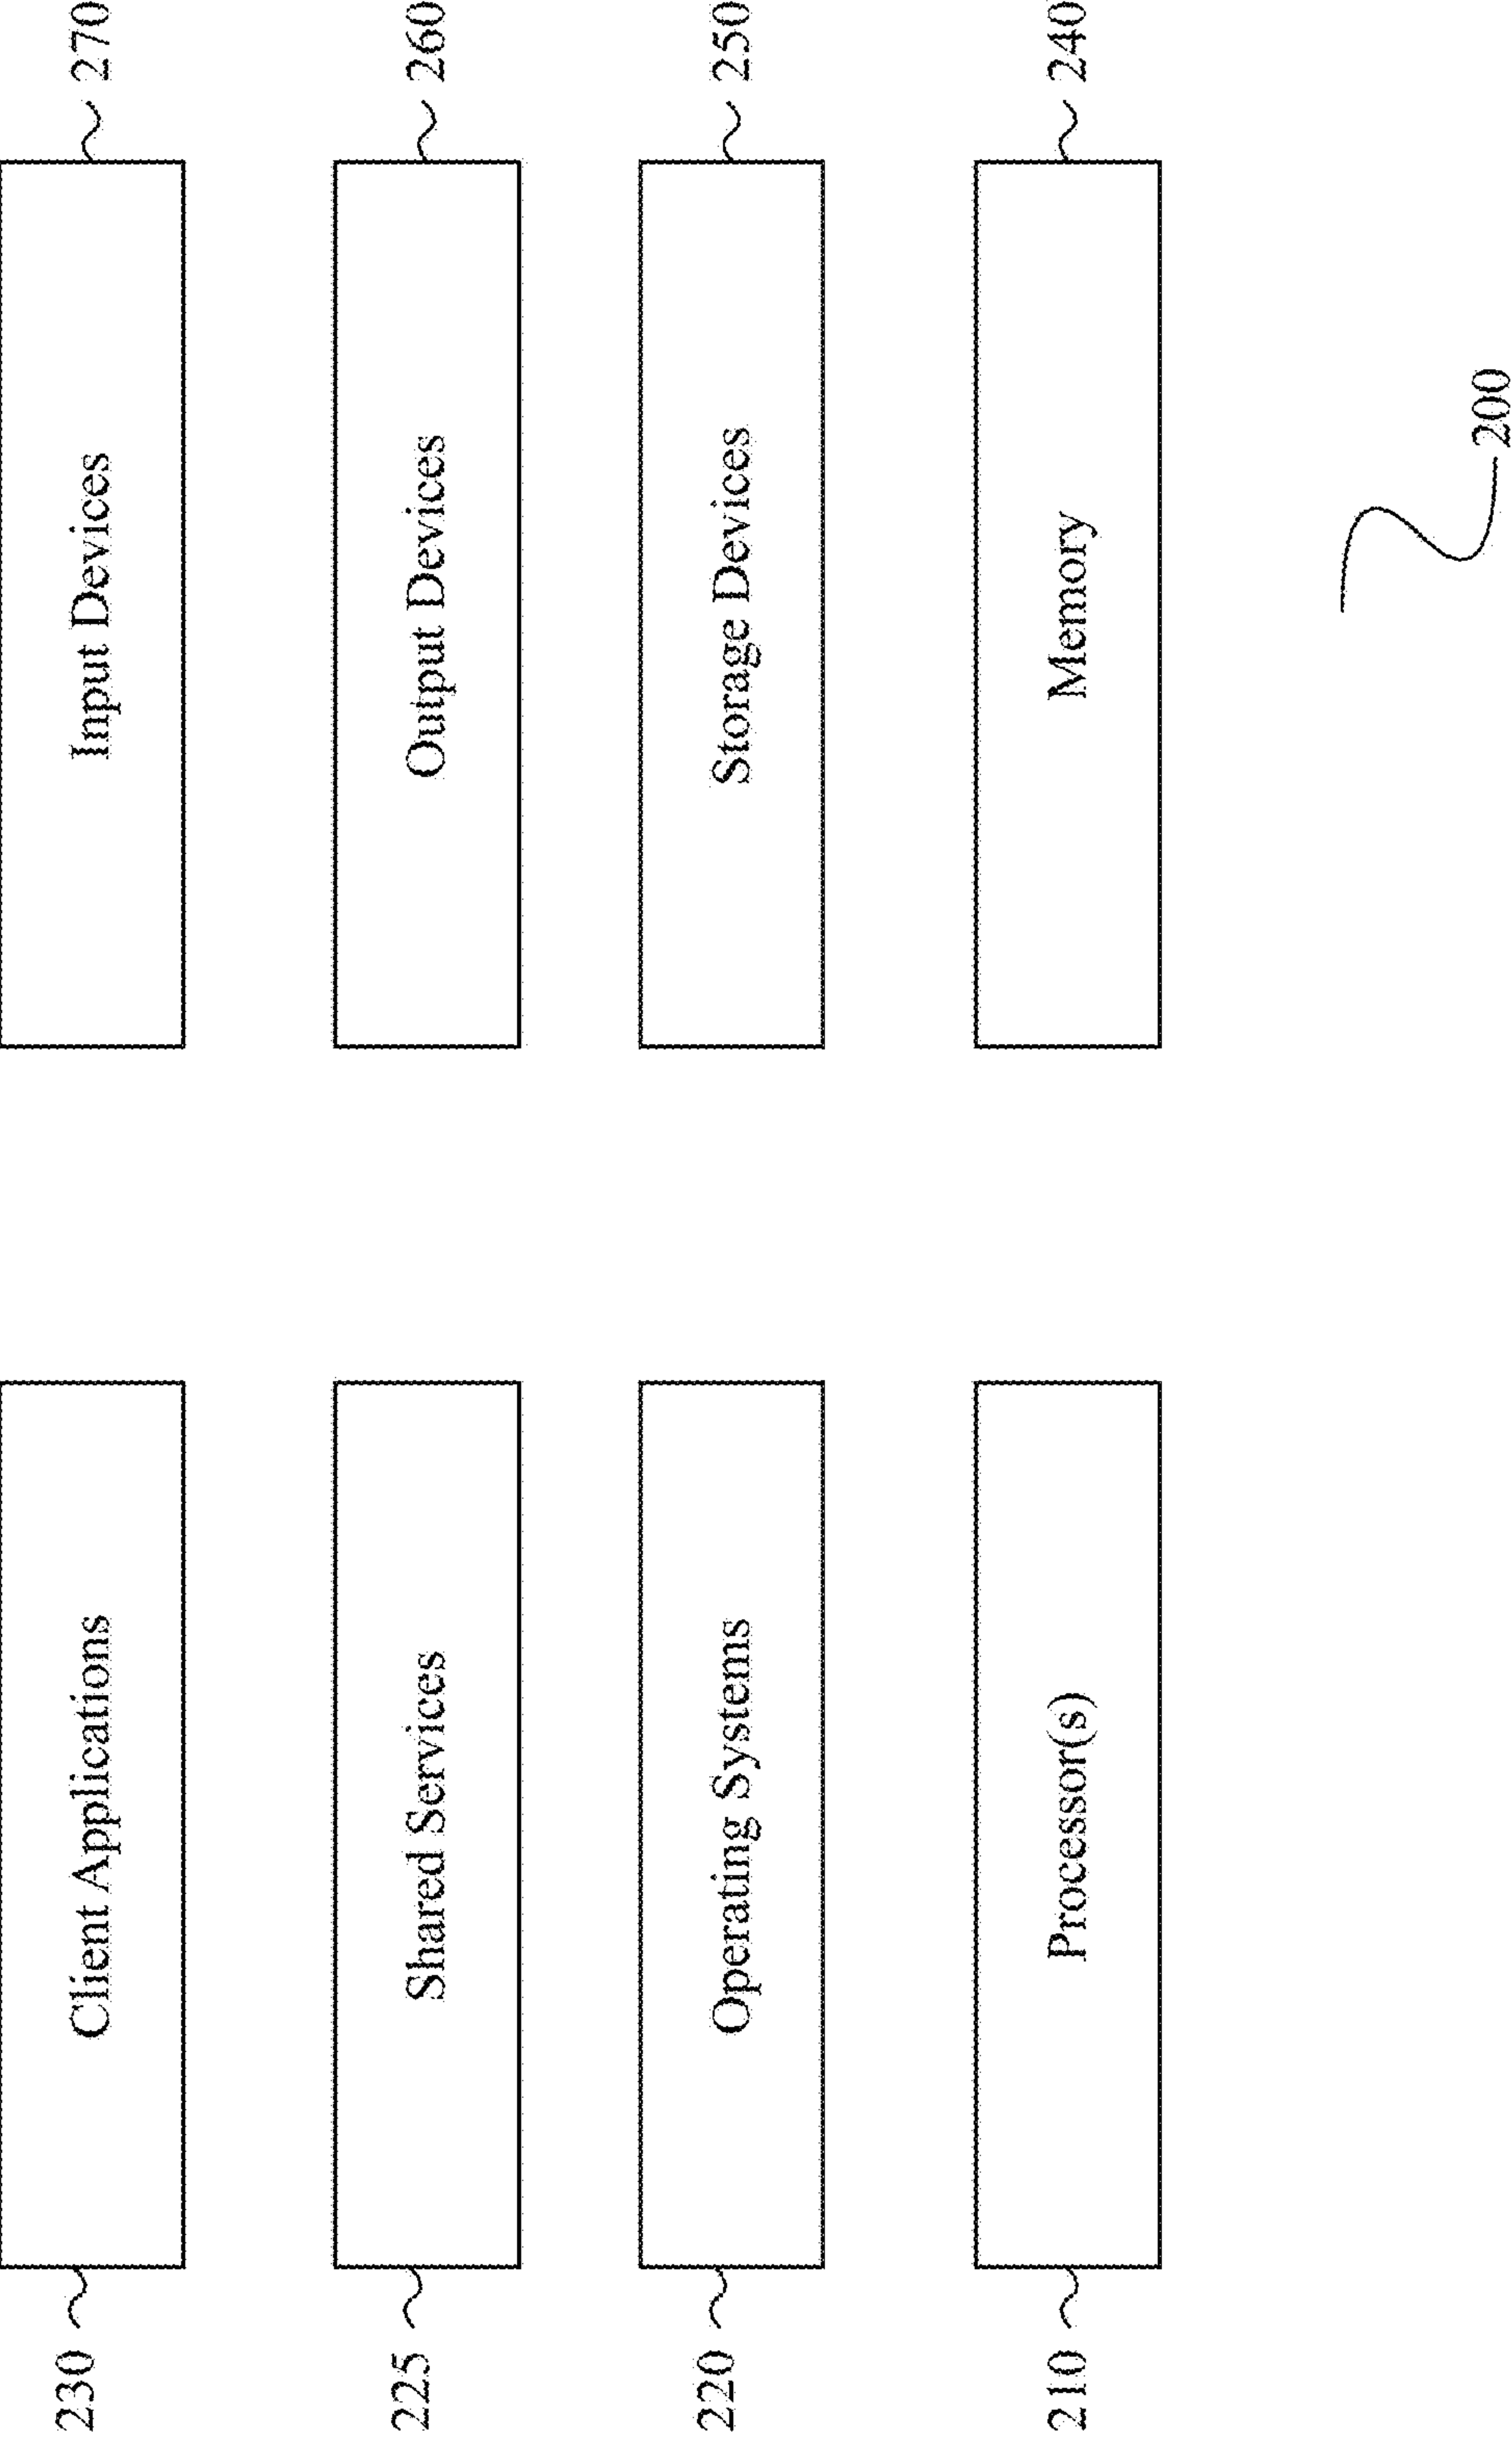 230
Client Applications
Input Devices
270
225
Shared Services
Output Devices
260
220
Operating Systems
Storage Devices
250
210
Processor(s)
Memory
240
200